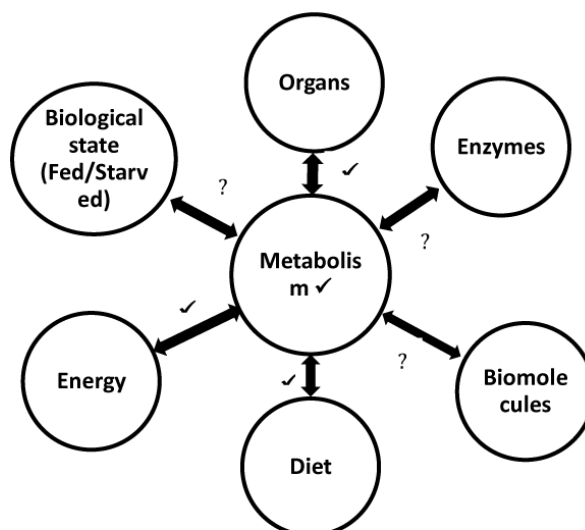 Organs
Biological
state
(Fed/Starv
ed)
Enzymes
?
✓
?
Metabolis
m ✓
✓
Energy
✓
?
Biomole
cules
Diet